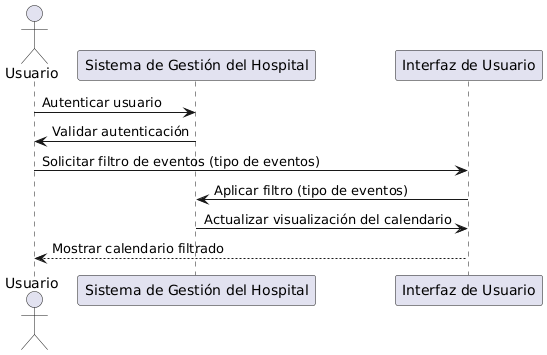 Usuario
Sistema de Gestión del Hospital
Interfaz de Usuario
Autenticar usuario
Validar autenticación
Solicitar filtro de eventos (tipo de eventos)
Aplicar filtro (tipo de eventos)
Actualizar visualización del calendario
Mostrar calendario filtrado
Usuario
Sistema de Gestión del Hospital
Interfaz de Usuario